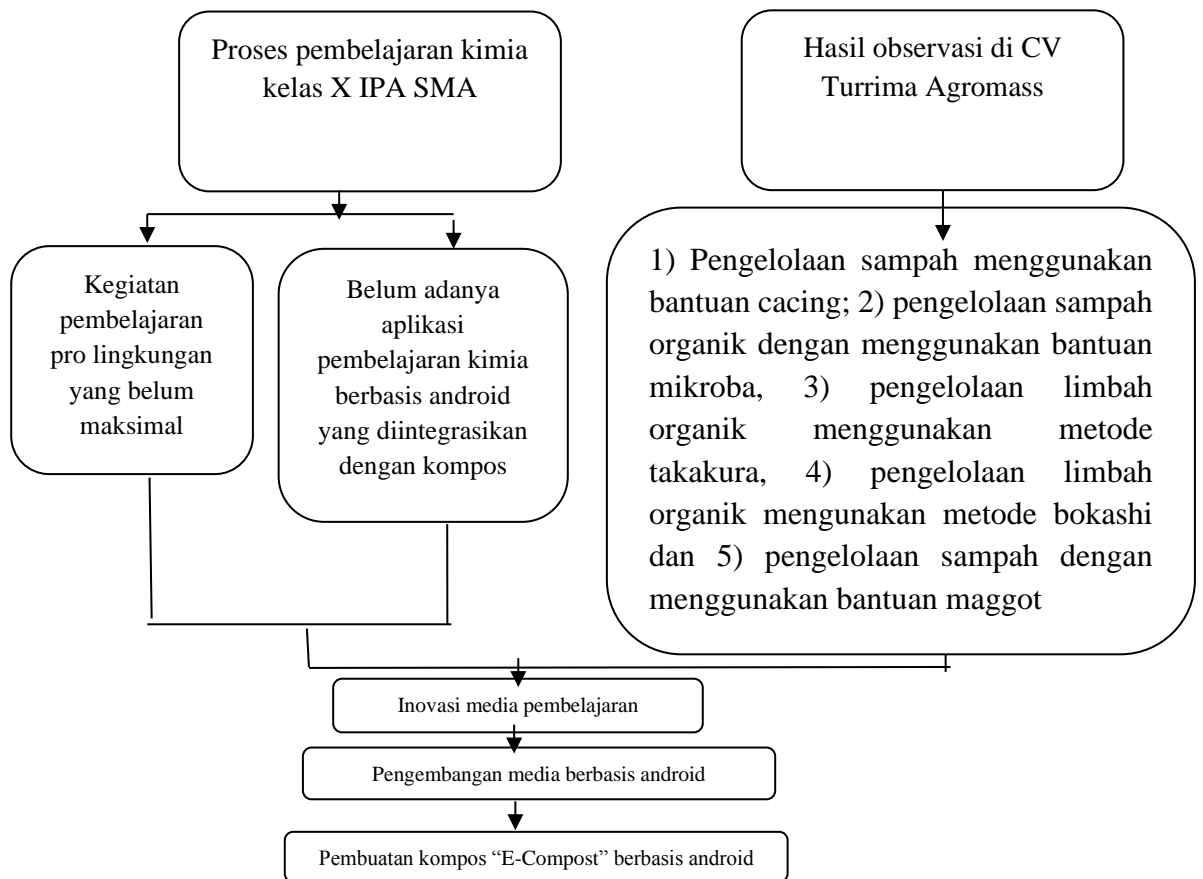 Proses pembelajaran kimia
kelas X IPA SMA
Hasil observasi di CV
Turrima Agromass
Kegiatan
pembelajaran
pro lingkungan
yang belum
maksimal
Belum adanya
aplikasi
pembelajaran kimia
berbasis android
yang diintegrasikan
dengan kompos
1) Pengelolaan sampah menggunakan
bantuan cacing; 2) pengelolaan sampah
organik dengan menggunakan bantuan
mikroba, 3) pengelolaan limbah
organik menggunakan metode
takakura, 4) pengelolaan limbah
organik mengunakan metode bokashi
dan 5) pengelolaan sampah dengan
menggunakan bantuan maggot
Inovasi media pembelajaran
Pengembangan media berbasis android
Pembuatan kompos “E-Compost” berbasis android